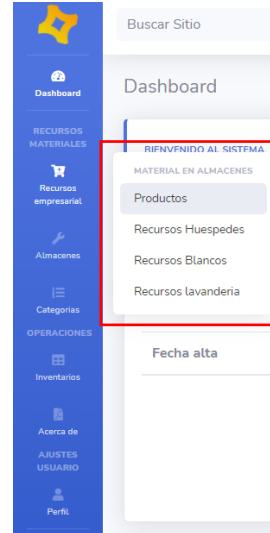 Buscar Sitio
Dashboard
Dashboard
RECURSOS
MATERIALES
Recursos
empresarial
Almacenes
Categorias
OPERACIONES
Inventarios
Acerca de
AJUSTES
USUARIO
Perfil
BIENVENIDO AL SISTEMA
MATERIAL EN ALMACENES
Productos
Recursos Huespedes
Recursos Blancos
Recursos lavanderia
Fecha alta